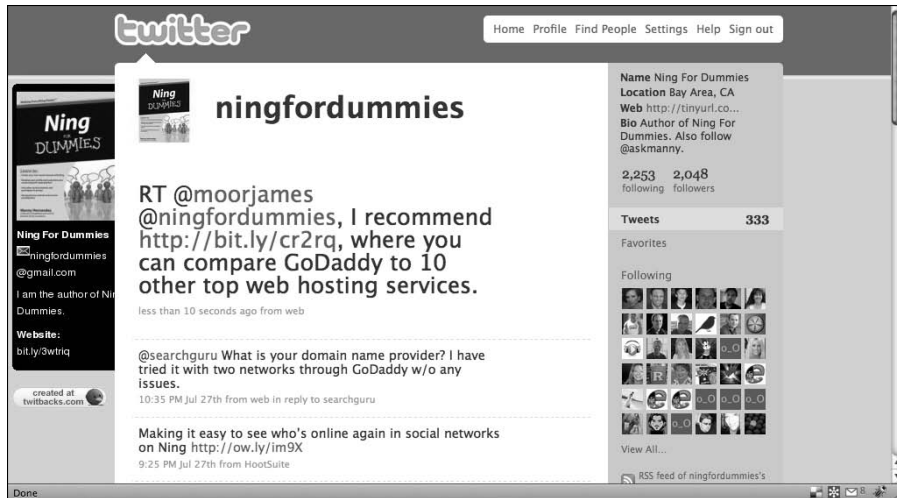 twitter
Home Profile Find People Settings Help Sign out
Ning
FOR
DUMMIES
Ning For Dummies
ningfordummies
@gmail.com
I am the author of Nin
Dummies.
Website:
bit.ly/3wtriq
created at
twitbacks.com
Ning
DUMMIES
ningfordummies
RT @moorjames
@ningfordummies, I recommend
http://bit.ly/cr2rq, where you
can compare GoDaddy to 10
other top web hosting services.
less than 10 seconds ago from web
@searchguru What is your domain name provider? I have
tried it with two networks through GoDaddy w/o any
issues.
10:35 PM Jul 27th from web in reply to searchguru
Making it easy to see who's online again in social networks
on Ning http://ow.ly/im9X
9:25 PM Jul 27th from HootSuite
Name Ning For Dummies
Location Bay Area, CA
Web http://tinyurl.co...
Bio Author of Ning For
Dummies. Also follow
@askmanny.
2,253 2,048
following followers
Tweets 333
Favorites
Following
View All...
RSS feed of ningfordummies's
Done
8